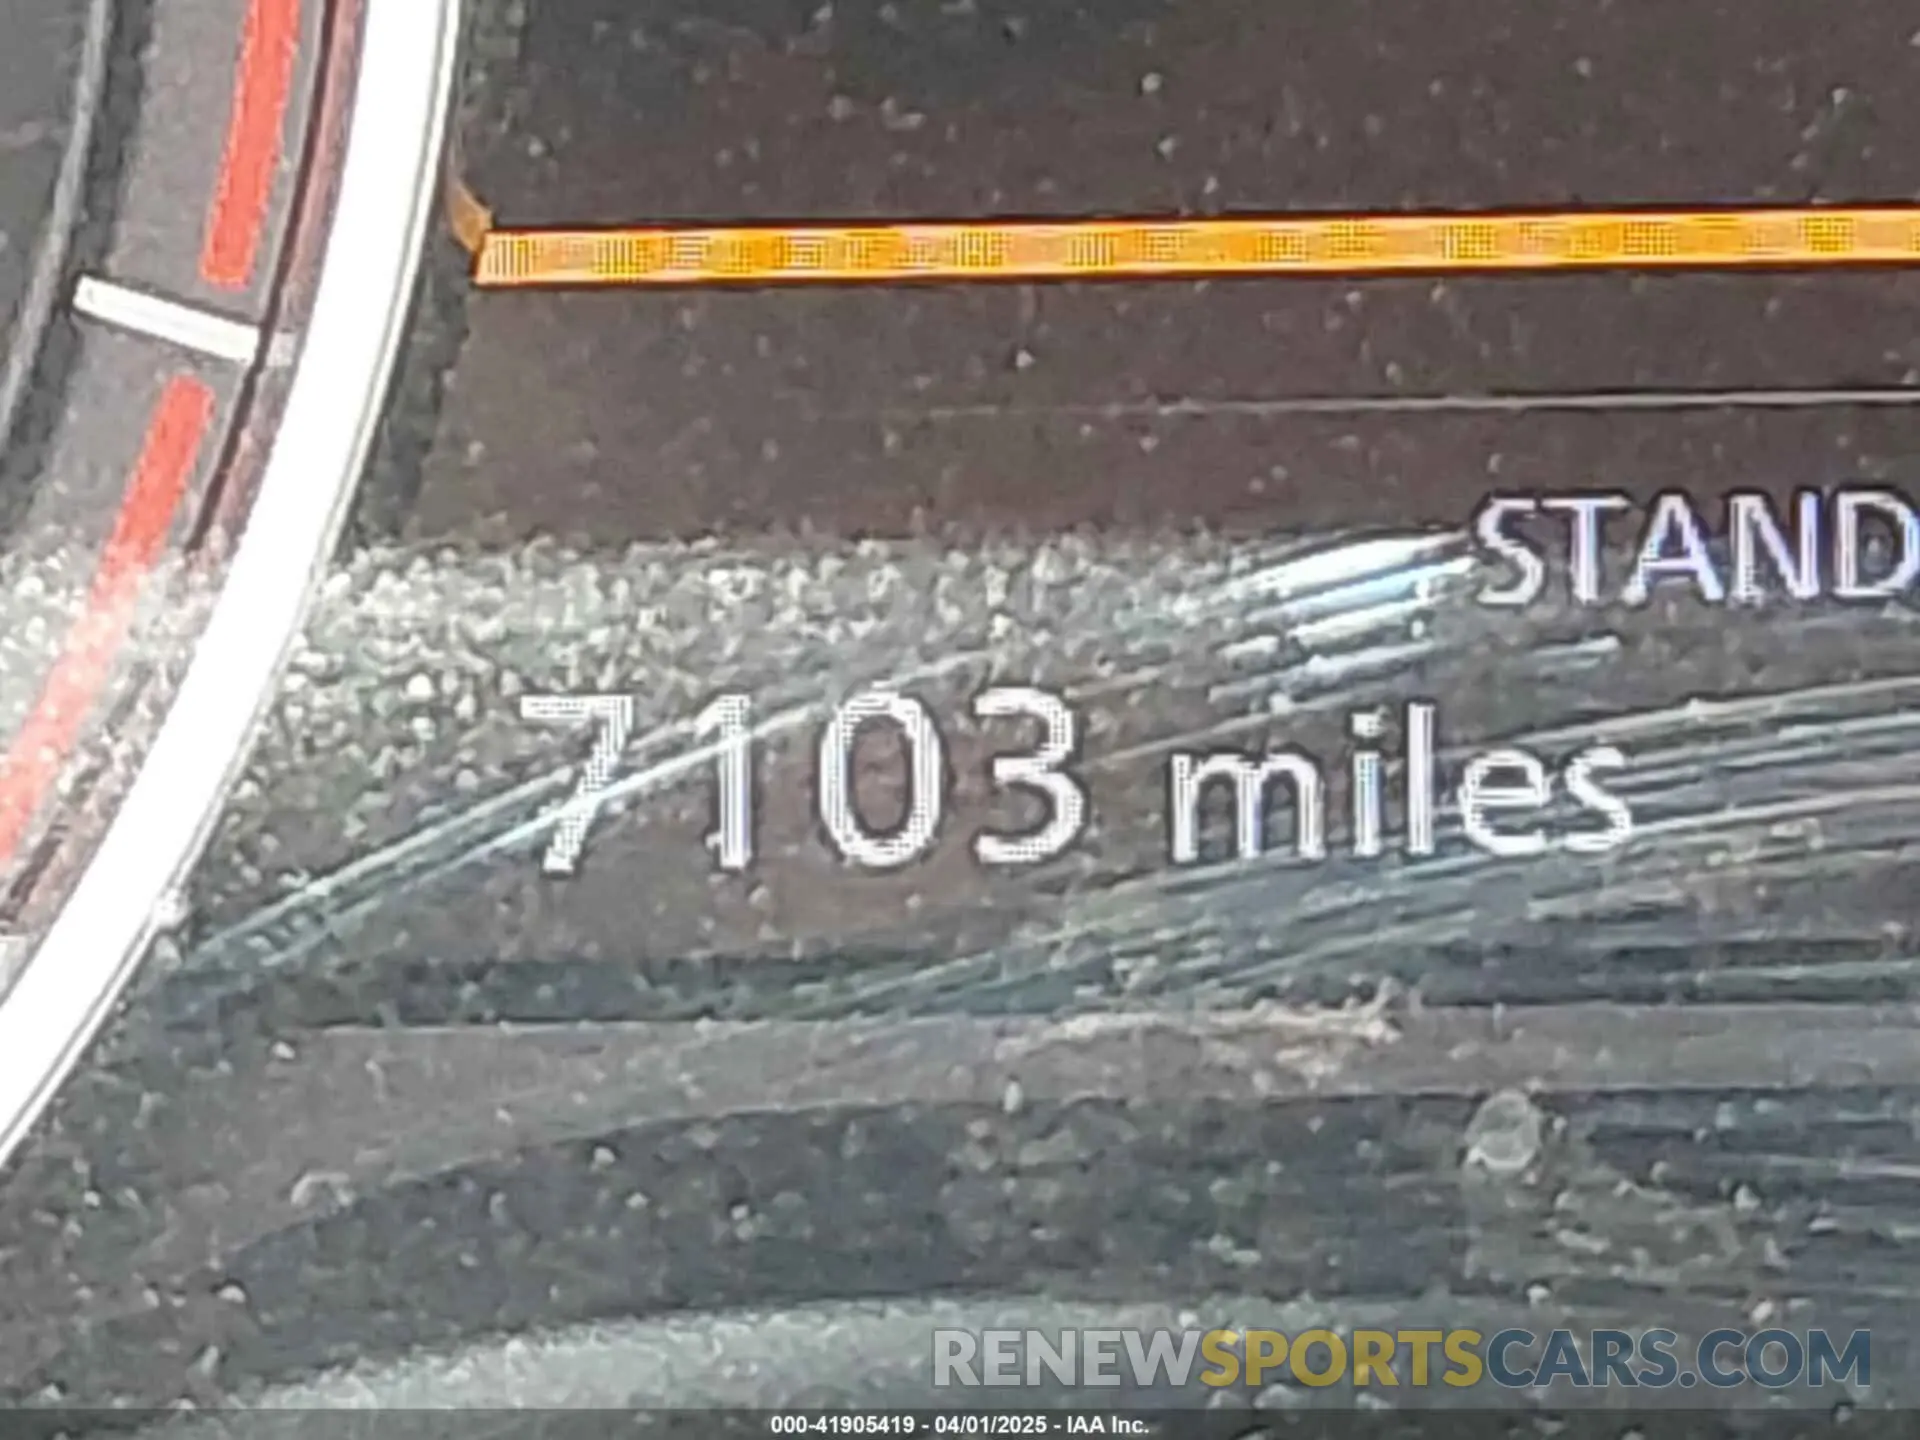 STAND
7103 miles
RENEWSPORTSCARS.COM
000-41905419 - 04/01/2025 - IAA Inc.